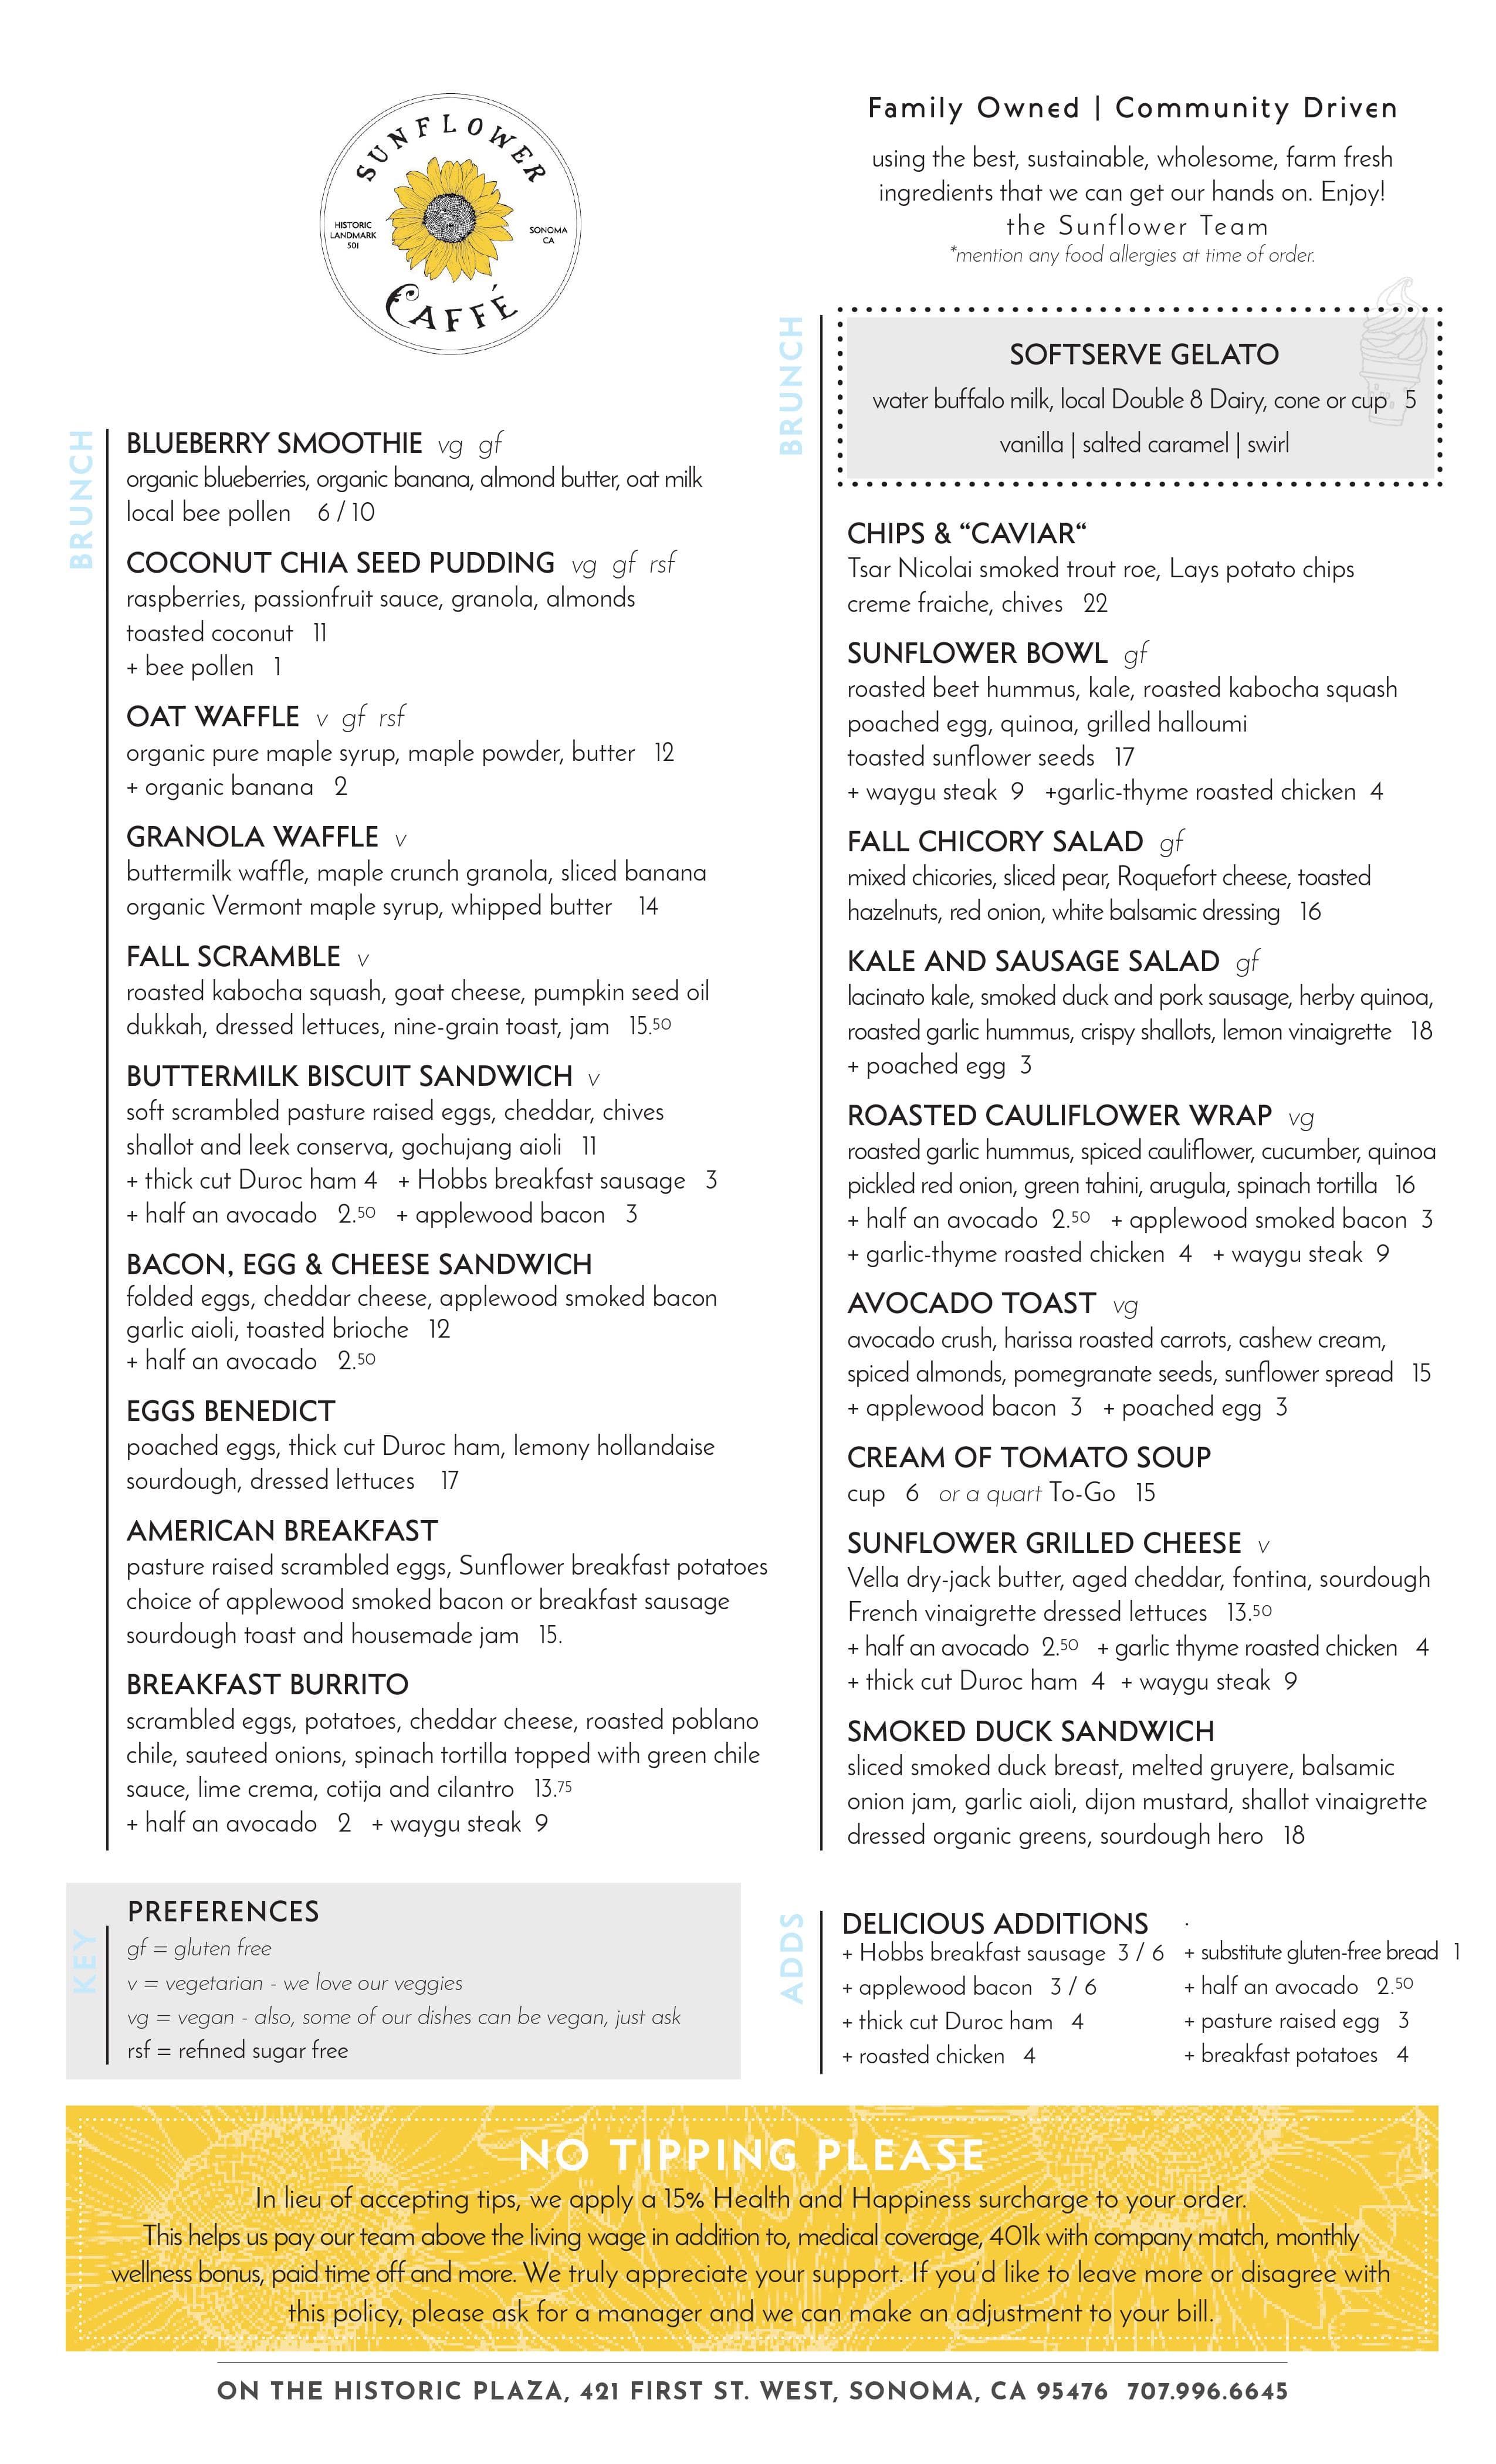 SUNFLOWER
HISTORIC
LANDMARK
501
SONOMA
CA
CAFFÉ
BRUNCH
BLUEBERRY SMOOTHIE vg gf
organic blueberries, organic banana, almond butter, oat milk
local bee pollen 6 / 10
COCONUT CHIA SEED PUDDING vg gf rsf
raspberries, passionfruit sauce, granola, almonds
toasted coconut 11
+ bee pollen 1
OAT WAFFLE v gf rsf
organic pure maple syrup, maple powder, butter 12
+ organic banana 2
GRANOLA WAFFLE v
buttermilk waffle, maple crunch granola, sliced banana
organic Vermont maple syrup, whipped butter 14
FALL SCRAMBLE v
roasted kabocha squash, goat cheese, pumpkin seed oil
dukkah, dressed lettuces, nine-grain toast, jam 15.50
BUTTERMILK BISCUIT SANDWICH v
soft scrambled pasture raised eggs, cheddar, chives
shallot and leek conserva, gochujang aioli 11
+ thick cut Duroc ham 4 + Hobbs breakfast sausage 3
+ half an avocado 2.50 + applewood bacon 3
BACON, EGG & CHEESE SANDWICH
folded eggs, cheddar cheese, applewood smoked bacon
garlic aioli, toasted brioche 12
+ half an avocado 2.50
EGGS BENEDICT
poached eggs, thick cut Duroc ham, lemony hollandaise
sourdough, dressed lettuces 17
AMERICAN BREAKFAST
pasture raised scrambled eggs, Sunflower breakfast potatoes
choice of applewood smoked bacon or breakfast sausage
sourdough toast and housemade jam 15.
BREAKFAST BURRITO
scrambled eggs, potatoes, cheddar cheese, roasted poblano
chile, sauteed onions, spinach tortilla topped with green chile
sauce, lime crema, cotija and cilantro 13.75
+ half an avocado 2 + waygu steak 9
KEY
PREFERENCES
gf = gluten free
v = vegetarian - we love our veggies
vg = vegan - also, some of our dishes can be vegan, just ask
rsf = refined sugar free
Family Owned | Community Driven
using the best, sustainable, wholesome, farm fresh
ingredients that we can get our hands on. Enjoy!
the Sunflower Team
*mention any food allergies at time of order.
BRUNCH
SOFTSERVE GELATO
water buffalo milk, local Double 8 Dairy, cone or cup 5
vanilla | salted caramel | swirl
CHIPS & “CAVIAR“
Tsar Nicolai smoked trout roe, Lays potato chips
creme fraiche, chives 22
SUNFLOWER BOWL gf
roasted beet hummus, kale, roasted kabocha squash
poached egg, quinoa, grilled halloumi
toasted sunflower seeds 17
+ waygu steak 9 +garlic-thyme roasted chicken 4
FALL CHICORY SALAD gf
mixed chicories, sliced pear, Roquefort cheese, toasted
hazelnuts, red onion, white balsamic dressing 16
KALE AND SAUSAGE SALAD gf
lacinato kale, smoked duck and pork sausage, herby quinoa,
roasted garlic hummus, crispy shallots, lemon vinaigrette 18
+ poached egg 3
ROASTED CAULIFLOWER WRAP vg
roasted garlic hummus, spiced cauliflower, cucumber, quinoa
pickled red onion, green tahini, arugula, spinach tortilla 16
+ half an avocado 2.50 + applewood smoked bacon 3
+ garlic-thyme roasted chicken 4 + waygu steak 9
AVOCADO TOAST vg
avocado crush, harissa roasted carrots, cashew cream,
spiced almonds, pomegranate seeds, sunflower spread 15
+ applewood bacon 3 + poached egg 3
CREAM OF TOMATO SOUP
cup 6 or a quart To-Go 15
SUNFLOWER GRILLED CHEESE v
Vella dry-jack butter, aged cheddar, fontina, sourdough
French vinaigrette dressed lettuces 13.50
+ half an avocado 2.50 + garlic thyme roasted chicken 4
+ thick cut Duroc ham 4 + waygu steak 9
SMOKED DUCK SANDWICH
sliced smoked duck breast, melted gruyere, balsamic
onion jam, garlic aioli, dijon mustard, shallot vinaigrette
dressed organic greens, sourdough hero 18
ADDS
DELICIOUS ADDITIONS .
+ Hobbs breakfast sausage 3 / 6 + substitute gluten-free bread 1
+ applewood bacon 3 / 6 + half an avocado 2.50
+ thick cut Duroc ham 4 + pasture raised egg 3
+ roasted chicken 4 + breakfast potatoes 4
NO TIPPING PLEASE
In lieu of accepting tips, we apply a 15% Health and Happiness surcharge to your order.
This helps us pay our team above the living wage in addition to, medical coverage, 401k with company match, monthly
wellness bonus, paid time off and more. We truly appreciate your support. If you'd like to leave more or disagree with
this policy, please ask for a manager and we can make an adjustment to your bill.
ON THE HISTORIC PLAZA, 421 FIRST ST. WEST, SONOMA, CA 95476 707.996.6645